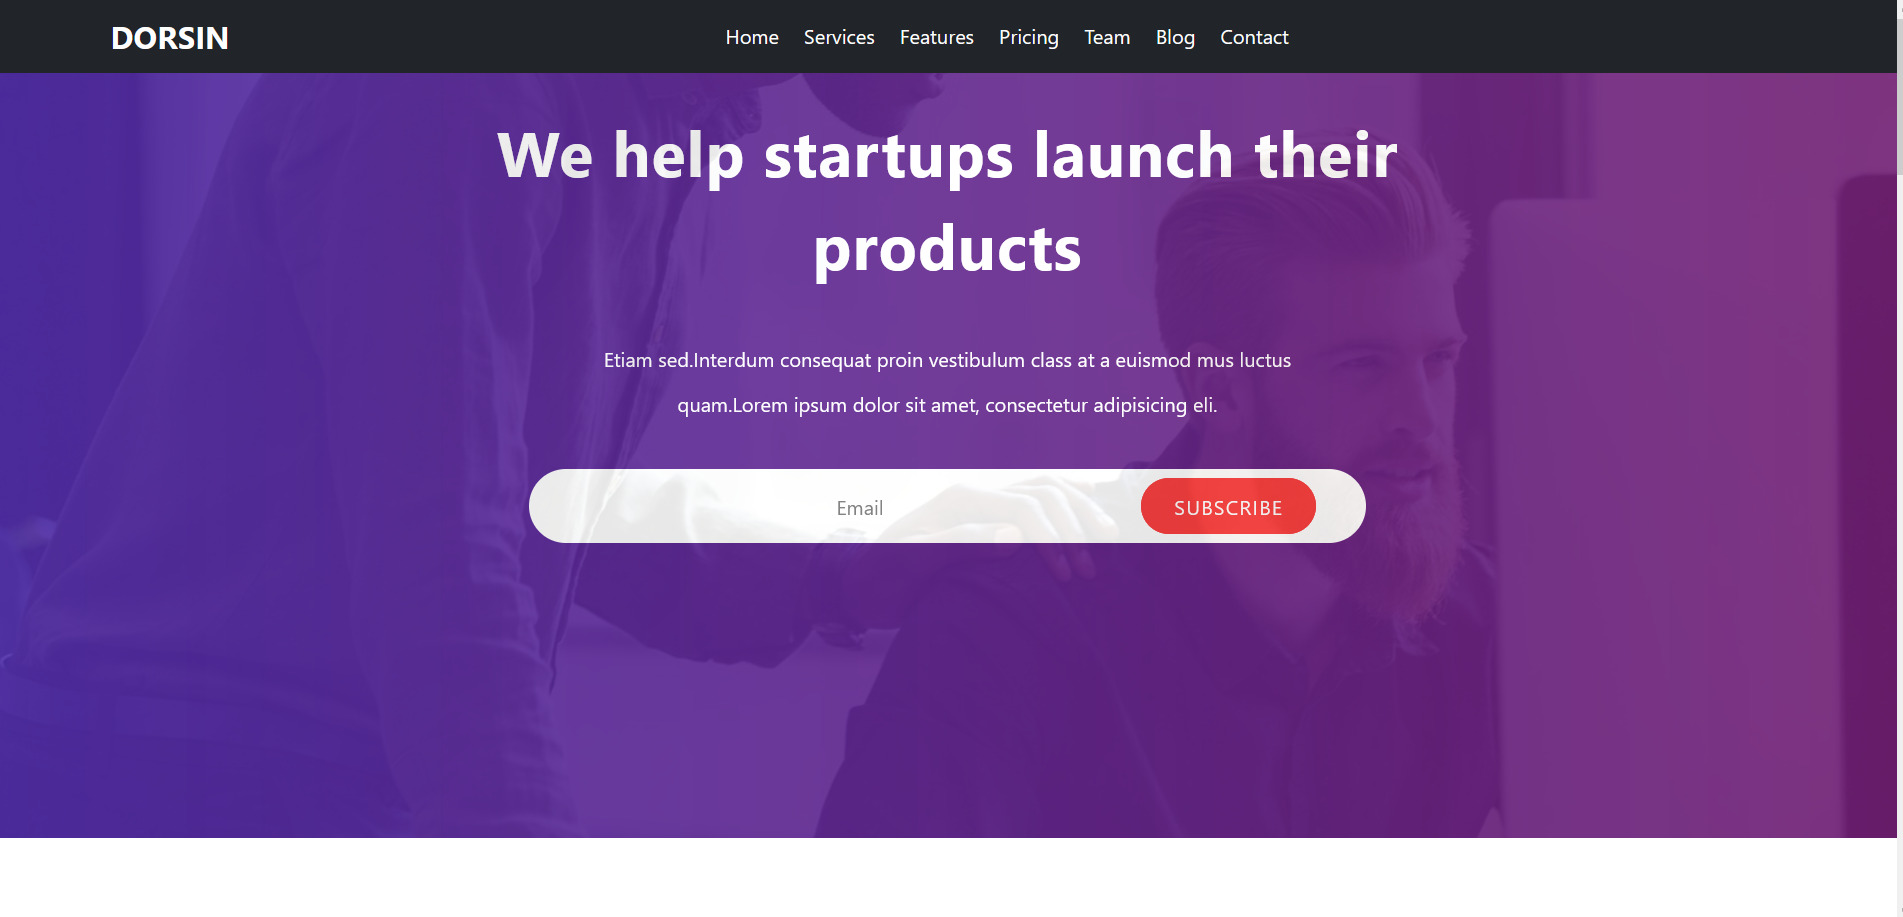 DORSIN
Home Services Features Pricing Team Blog Contact
We help startups launch their
products
Etiam sed.Interdum consequat proin vestibulum class at a euismod mus luctus
quam.Lorem ipsum dolor sit amet, consectetur adipisicing eli.
Email
SUBSCRIBE